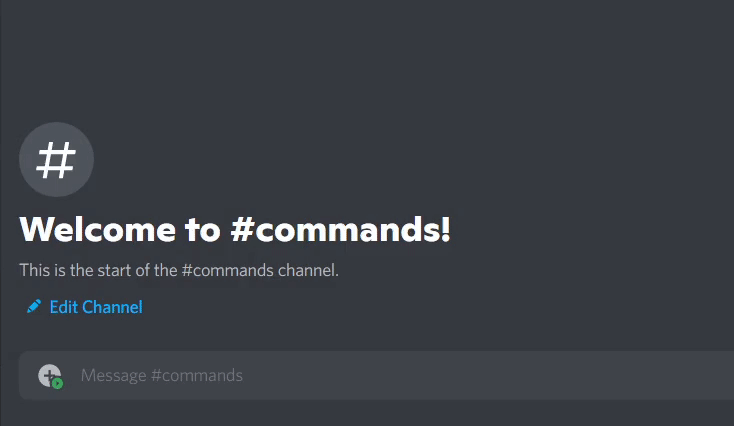 #
Welcome to #commands!
This is the start of the #commands channel.
Edit Channel
Message #commands